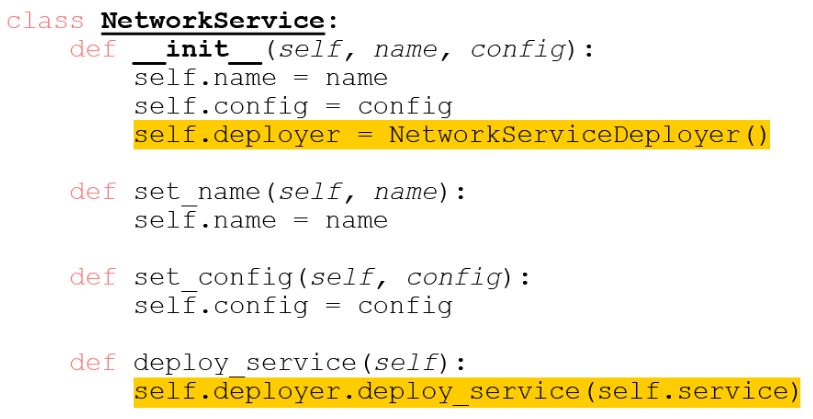 class NetworkService:
    def __init__(self, name, config):
        self.name = name
        self.config = config
        self.deployer = NetworkServiceDeployer()
    def set_name(self, name):
        self.name = name
    def set_config(self, config):
        self.config = config
    def deploy_service(self):
        self.deployer.deploy_service(self.service)